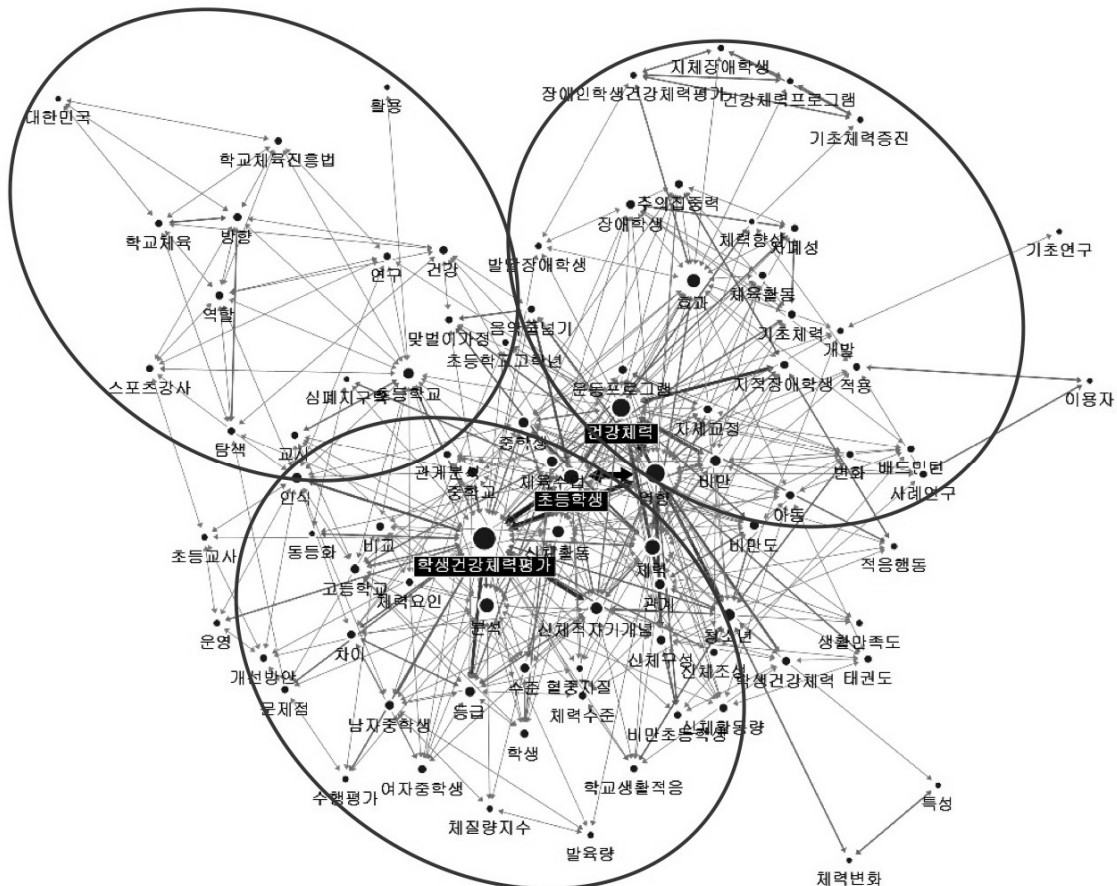 지체장애학생
장애인학생건강체력평가
건강체력프로그램
대한민국
활용
기초체력증진
학교체육진흥법
주의집중력
장애학생
체력향상
자폐성
학교체육
방향
기초연구
발달장애학생
연구
건강
체육활동
효과
역할
음악줄넘기
맞벌이가정
기초체력
개발
초등학교고학년
스포츠강사
심폐지구력
초등학교
운동프로그램
지적장애학생
적용
이용자
건강체력
자세교정
탐색
교사
중학생
관계분석
중학교
체육수업
비만
변화
배드민턴
사례연구
인식
초등학생
영향
아동
초등교사
동등화
비교
신체활동
비만도
적응행동
학생건강체력평가
체력
고등학교
체력요인
관계
운영
차이
분석
신체적자기개념
청소년
생활만족도
개선방안
신체구성
신체조성
학생건강체력
태권도
문제점
수준
혈중지질
체력수준
남자중학생
등급
비만초등학생
신체활동량
학생
수행평가
여자중학생
학교생활적응
특성
체질량지수
발육량
체력변화